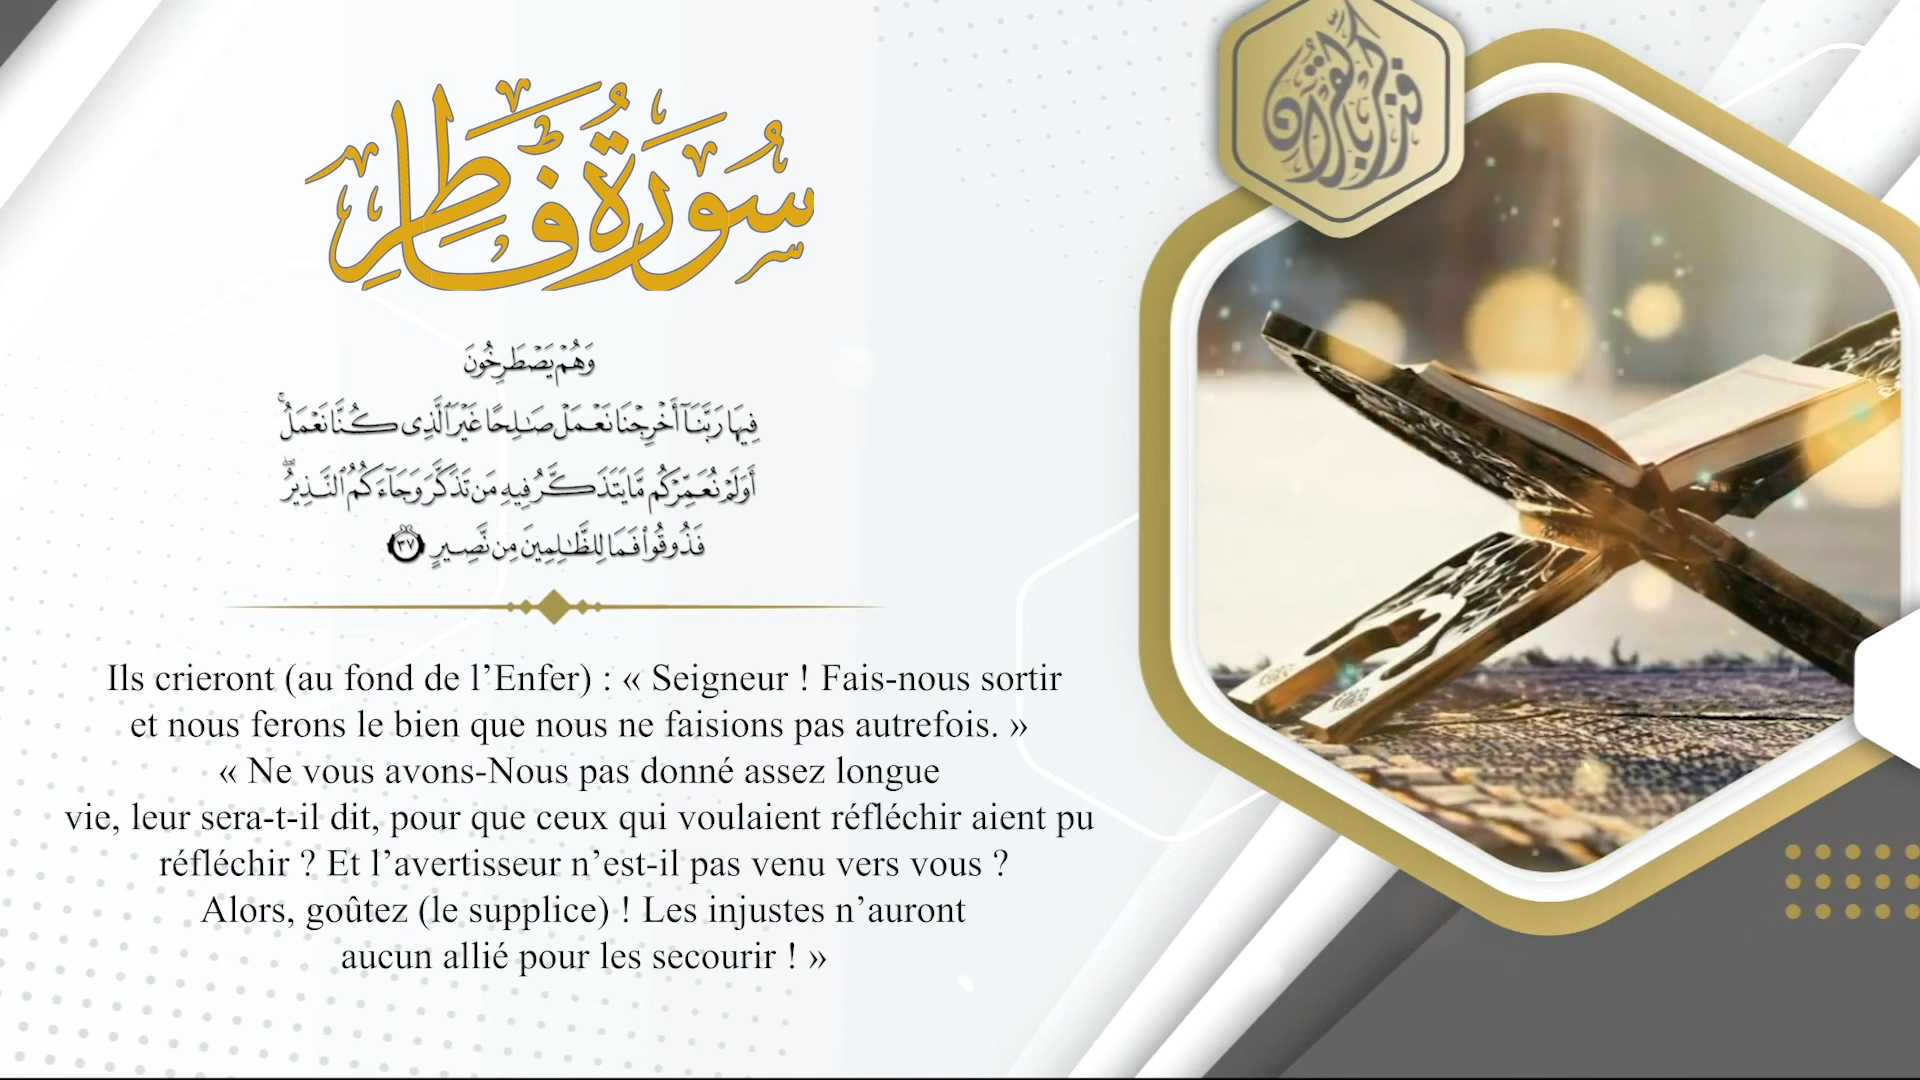 فذكر بالقرآن
سُورَةُ فَاطِرٍ
وَهُمْ يَصْطَرِخُونَ
فِيهَا رَبَّنَآ أَخْرِجْنَا نَعْمَلْ صَٰلِحًا غَيْرَ ٱلَّذِى كُنَّا نَعْمَلُ ۚ
أَوَلَمْ نُعَمِّرْكُم مَّا يَتَذَكَّرُ فِيهِ مَن تَذَكَّرَ وَجَآءَكُمُ ٱلنَّذِيرُ ۖ
فَذُوقُوا۟ فَمَا لِلظَّٰلِمِينَ مِن نَّصِيرٍ ٣٧
Ils crieront (au fond de l’Enfer) : « Seigneur ! Fais-nous sortir
et nous ferons le bien que nous ne faisions pas autrefois. »
« Ne vous avons-Nous pas donné assez longue
vie, leur sera-t-il dit, pour que ceux qui voulaient réfléchir aient pu
réfléchir ? Et l’avertisseur n’est-il pas venu vers vous ?
Alors, goûtez (le supplice) ! Les injustes n’auront
aucun allié pour les secourir ! »